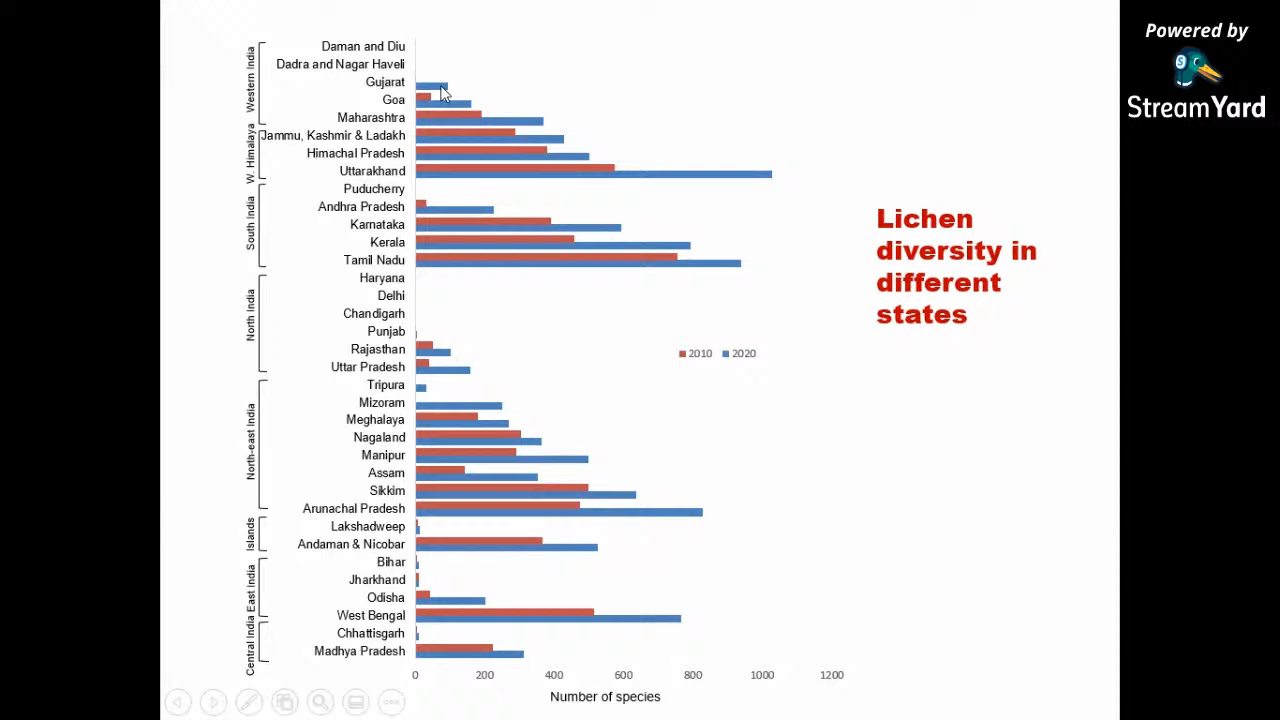 Powered by
StreamYard
Lichen
diversity in
different
states
Western India
W. Himalaya
South India
North India
North-east India
Islands
East India
Central India
Daman and Diu
Dadra and Nagar Haveli
Gujarat
Goa
Maharashtra
Jammu, Kashmir & Ladakh
Himachal Pradesh
Uttarakhand
Puducherry
Andhra Pradesh
Karnataka
Kerala
Tamil Nadu
Haryana
Delhi
Chandigarh
Punjab
Rajasthan
Uttar Pradesh
Tripura
Mizoram
Meghalaya
Nagaland
Manipur
Assam
Sikkim
Arunachal Pradesh
Lakshadweep
Andaman & Nicobar
Bihar
Jharkhand
Odisha
West Bengal
Chhattisgarh
Madhya Pradesh
2010 2020
0 200 400 600 800 1000 1200
Number of species